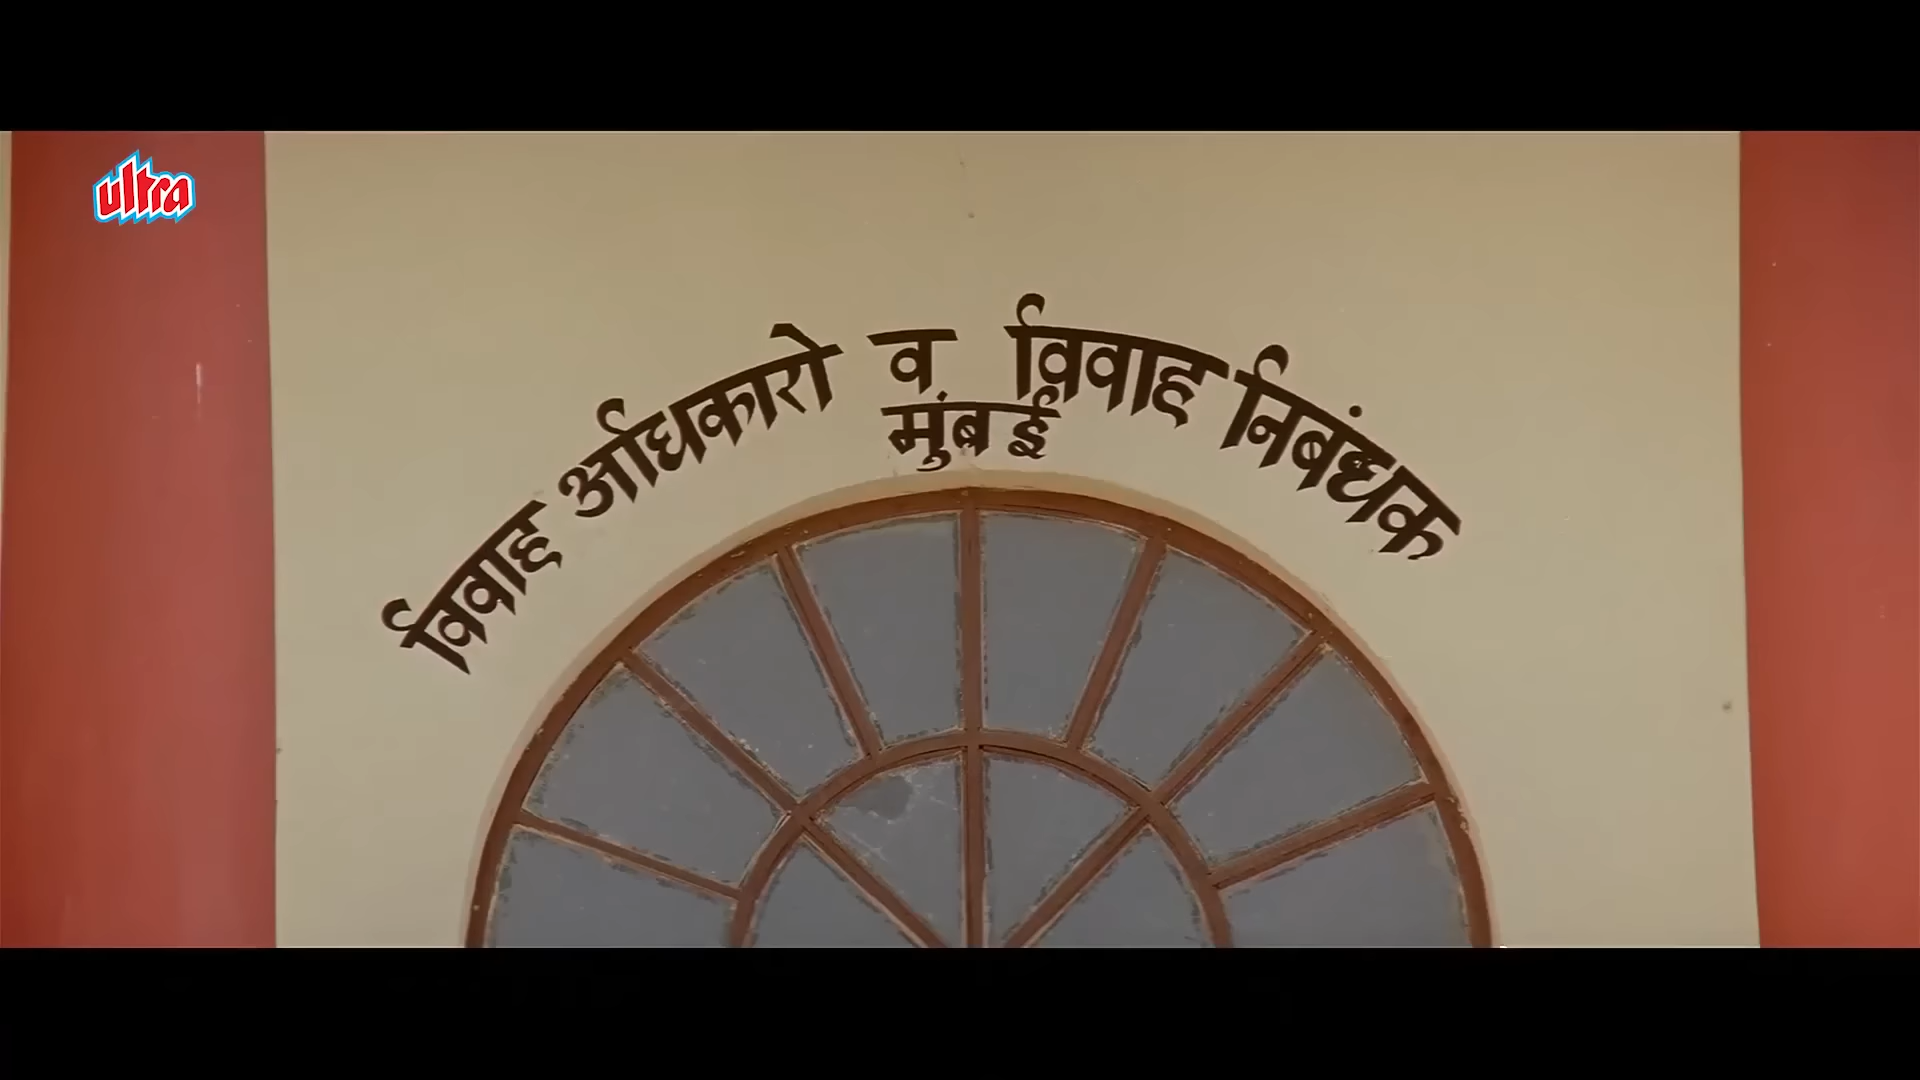 ultra
विवाह अधिकारी व विवाह निबंधक
मुंबई